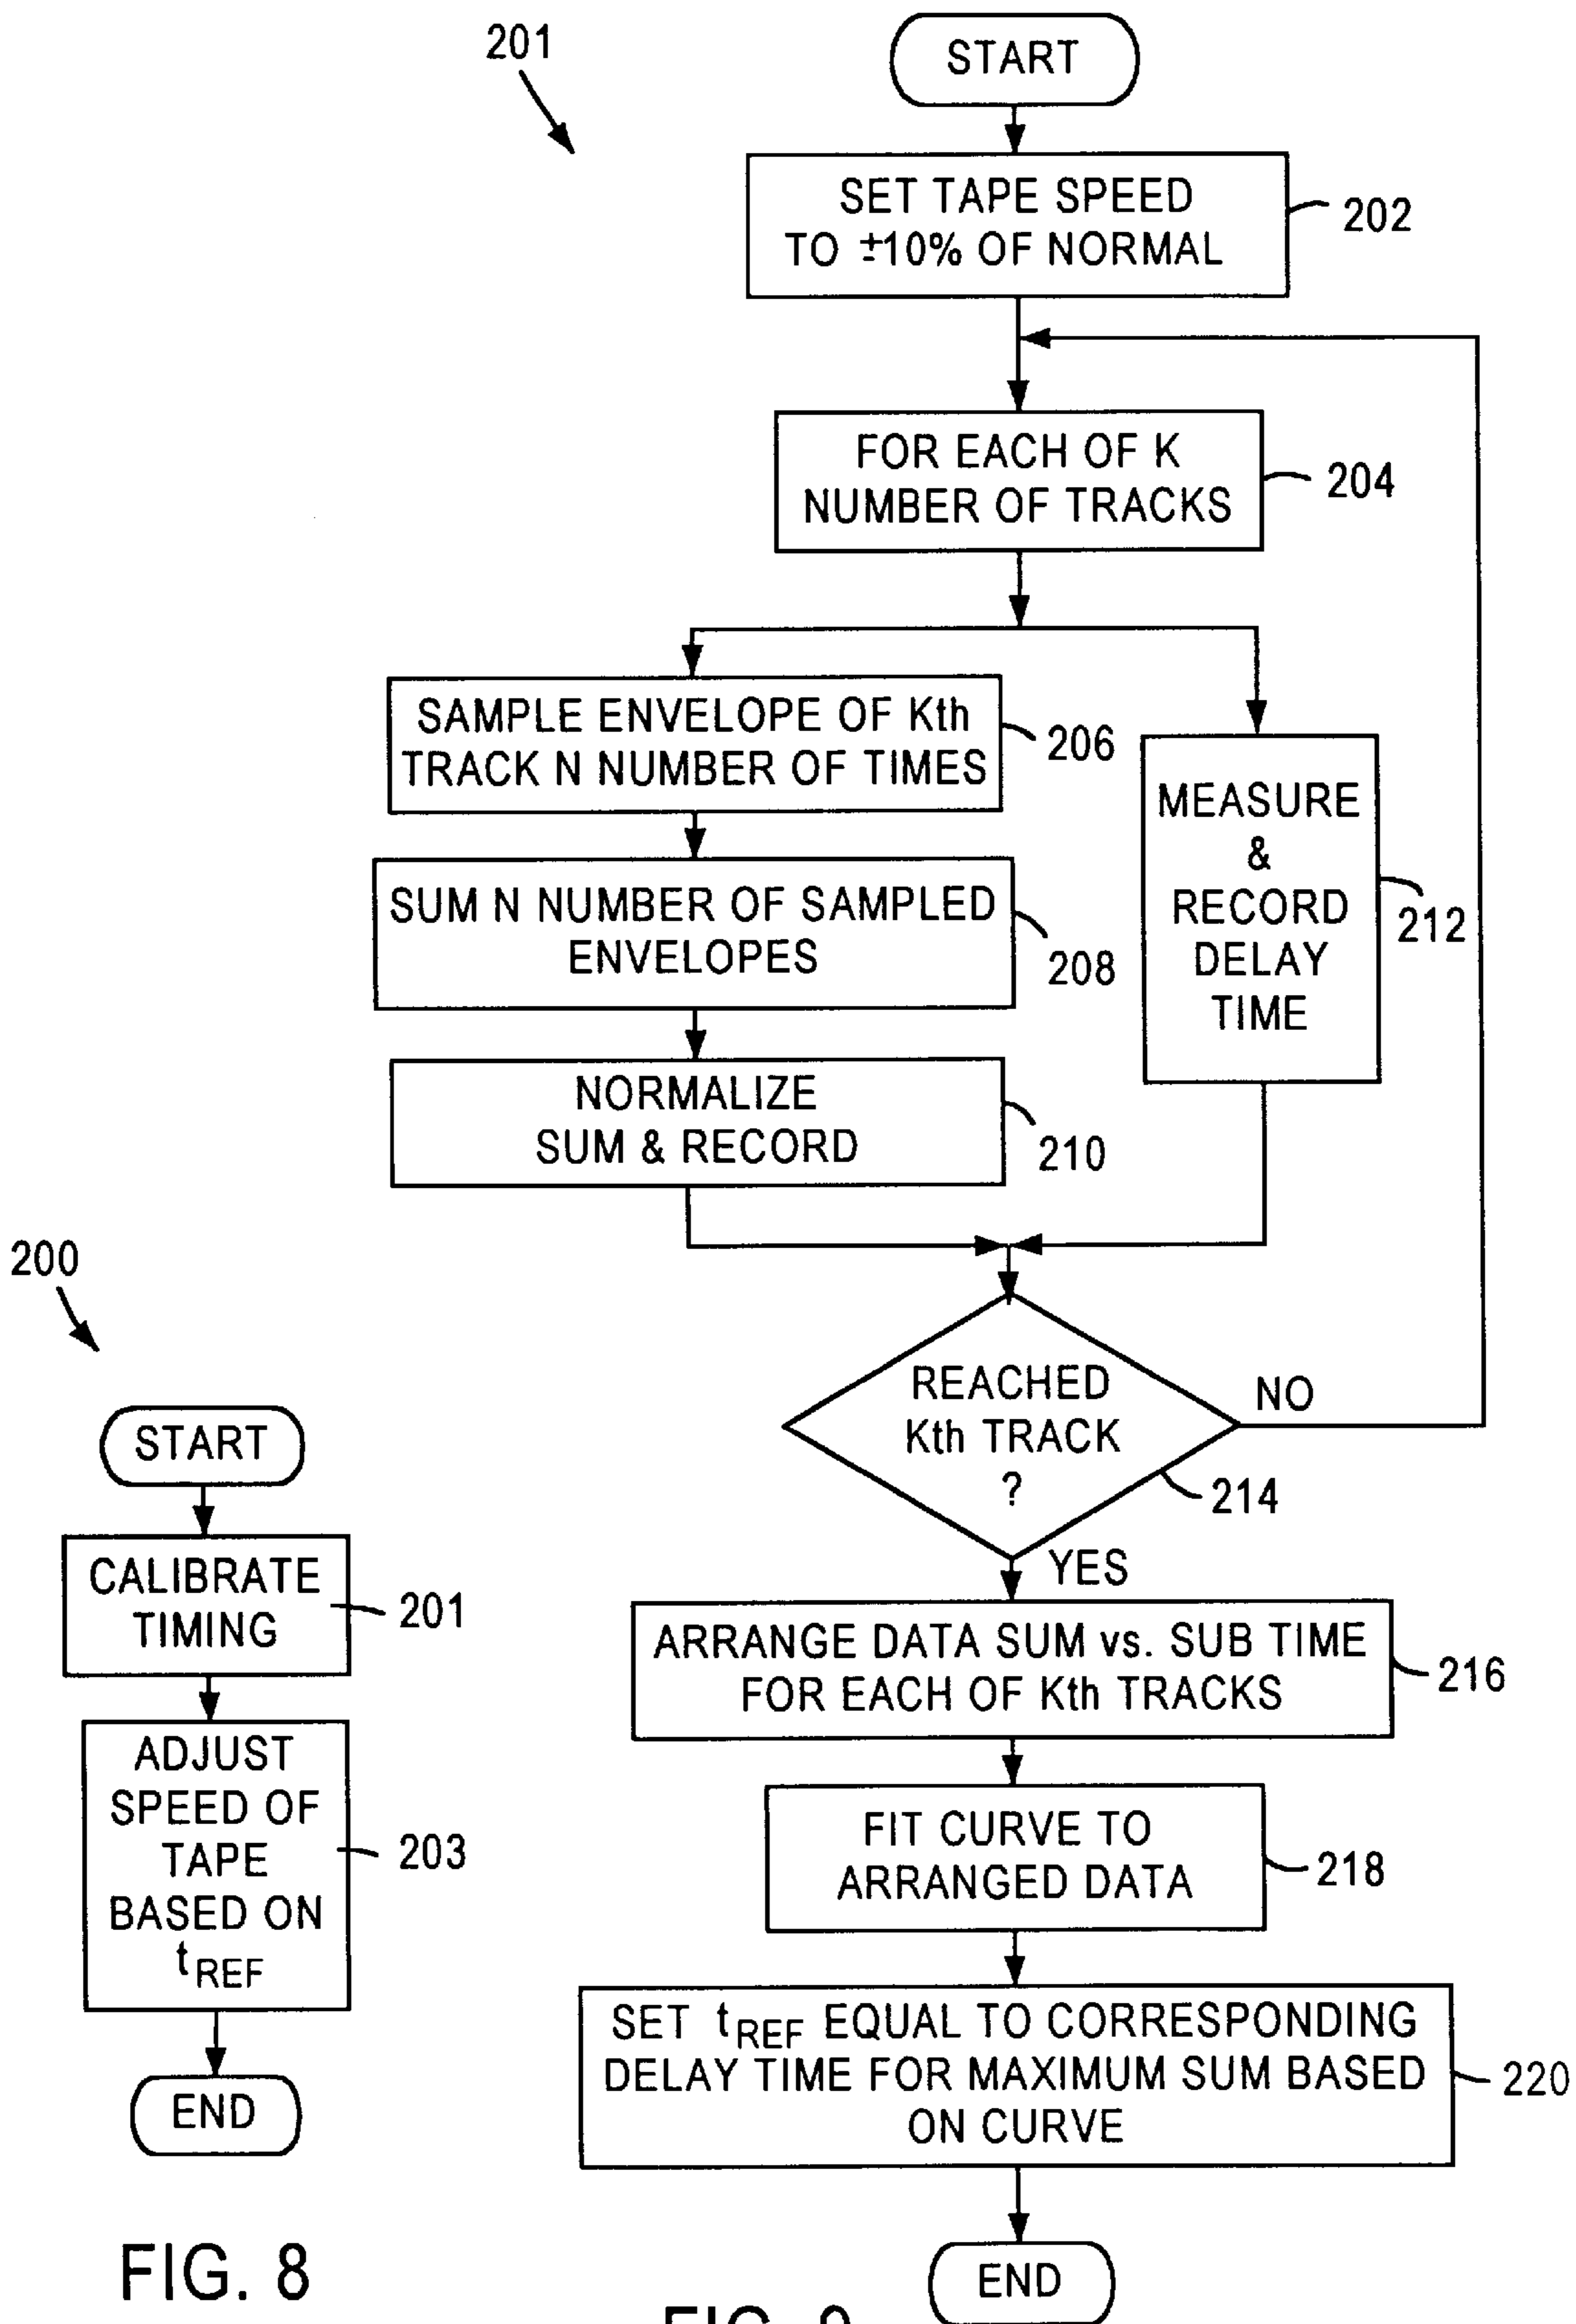 201
START
SET TAPE SPEED
TO ±10% OF NORMAL
202
FOR EACH OF K
NUMBER OF TRACKS
204
SAMPLE ENVELOPE OF Kth
TRACK N NUMBER OF TIMES
206
SUM N NUMBER OF SAMPLED
ENVELOPES
208
NORMALIZE
SUM & RECORD
210
MEASURE
&
RECORD
DELAY
TIME
212
REACHED
Kth TRACK
?
214
NO
YES
ARRANGE DATA SUM vs. SUB TIME
FOR EACH OF Kth TRACKS
216
FIT CURVE TO
ARRANGED DATA
218
SET tREF EQUAL TO CORRESPONDING
DELAY TIME FOR MAXIMUM SUM BASED
ON CURVE
220
END
200
START
CALIBRATE
TIMING
201
ADJUST
SPEED OF
TAPE
BASED ON
tREF
203
END
FIG. 8